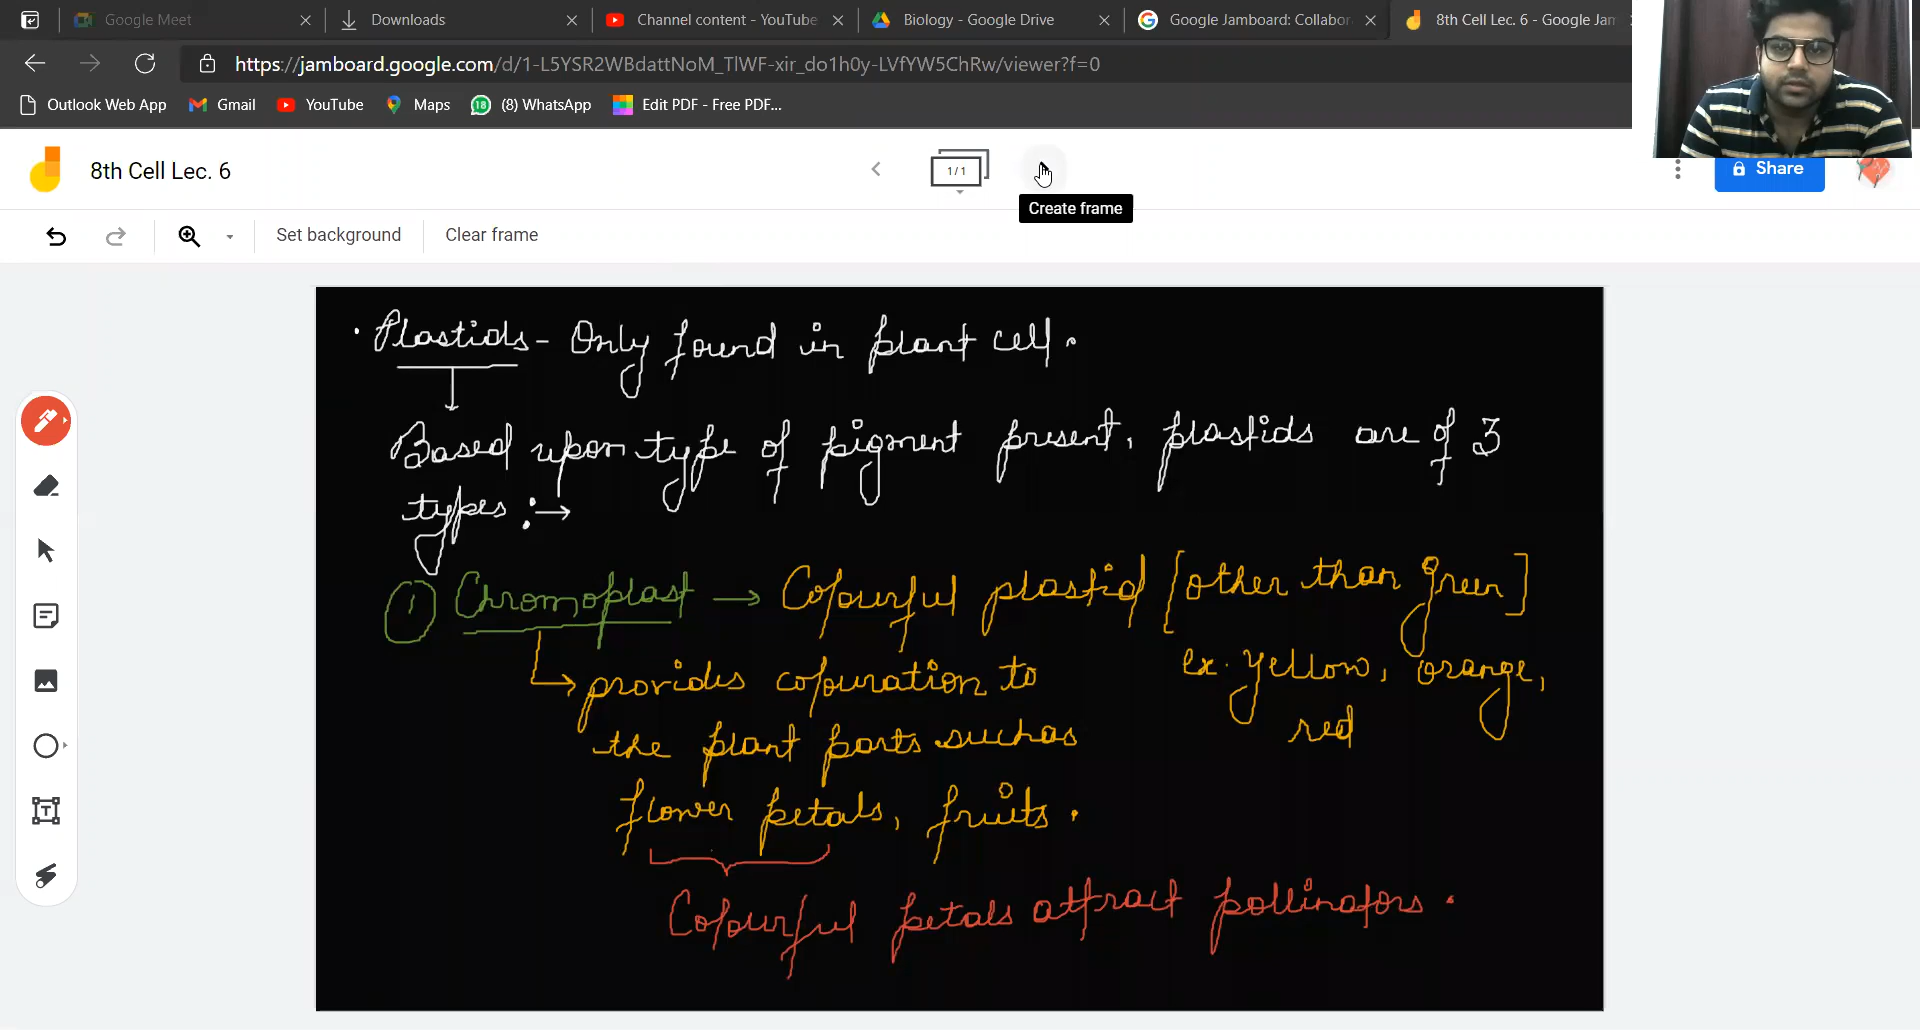 Google Meet
Downloads
Channel content - YouTube
Biology - Google Drive
Google Jamboard: Collabor
8th Cell Lec. 6 - Google Jam
https://jamboard.google.com/d/1-L5YSR2WBdattNoM_TlWF-xir_do1h0y-LVfYW5ChRw/viewer?f=0
Outlook Web App
Gmail
YouTube
Maps
18
(8) WhatsApp
Edit PDF - Free PDF...
8th Cell Lec. 6
1/1
Share
Create frame
Set background
Clear frame
· Plastids - Only found in plant cell.
Based upon type of pigment present, plastids are of 3
types :→
① Chromoplast → Colourful plastid [other than green]
ex. yellow, orange,
red
provides colouration to
the plant parts such as
flower petals, fruits.
Colourful petals attract pollinators.